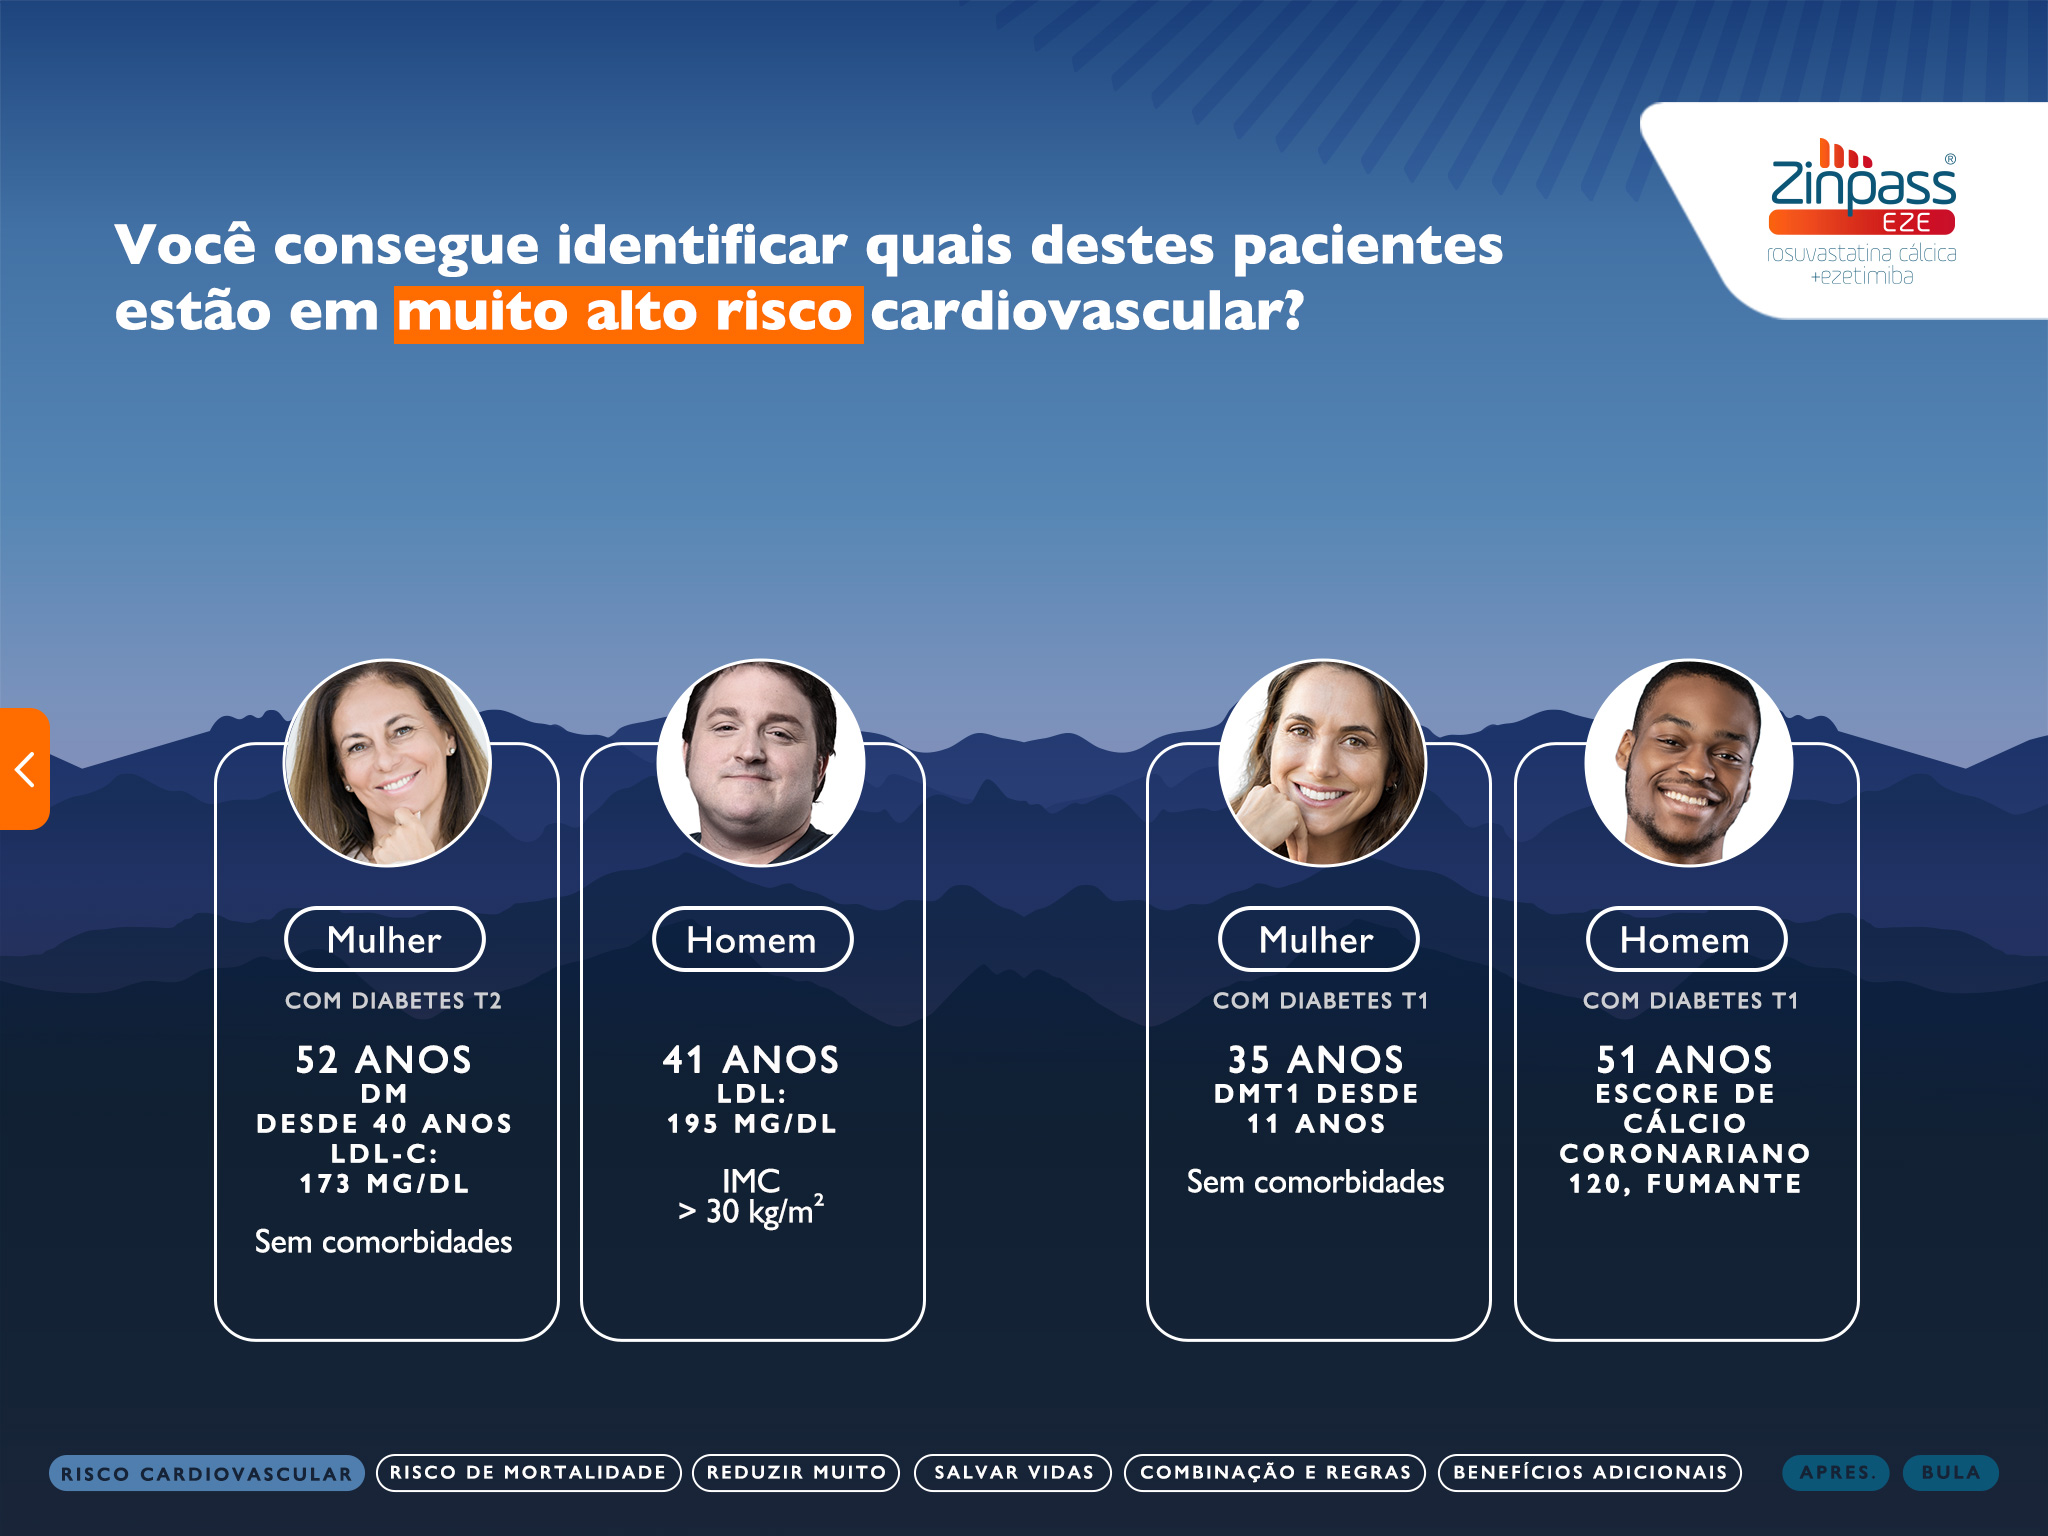 Zinpass®
EZE
rosuvastatina cálcica
+ezetimiba
Você consegue identificar quais destes pacientes
estão em muito alto risco cardiovascular?
Mulher
COM DIABETES T2
52 ANOS
DM
DESDE 40 ANOS
LDL-C:
173 MG/DL
Sem comorbidades
Homem
41 ANOS
LDL:
195 MG/DL
IMC
> 30 kg/m²
Mulher
COM DIABETES T1
35 ANOS
DMT1 DESDE
11 ANOS
Sem comorbidades
Homem
COM DIABETES T1
51 ANOS
ESCORE DE
CÁLCIO
CORONARIANO
120, FUMANTE
RISCO CARDIOVASCULAR
RISCO DE MORTALIDADE
REDUZIR MUITO
SALVAR VIDAS
COMBINAÇÃO E REGRAS
BENEFÍCIOS ADICIONAIS
APRES.
BULA